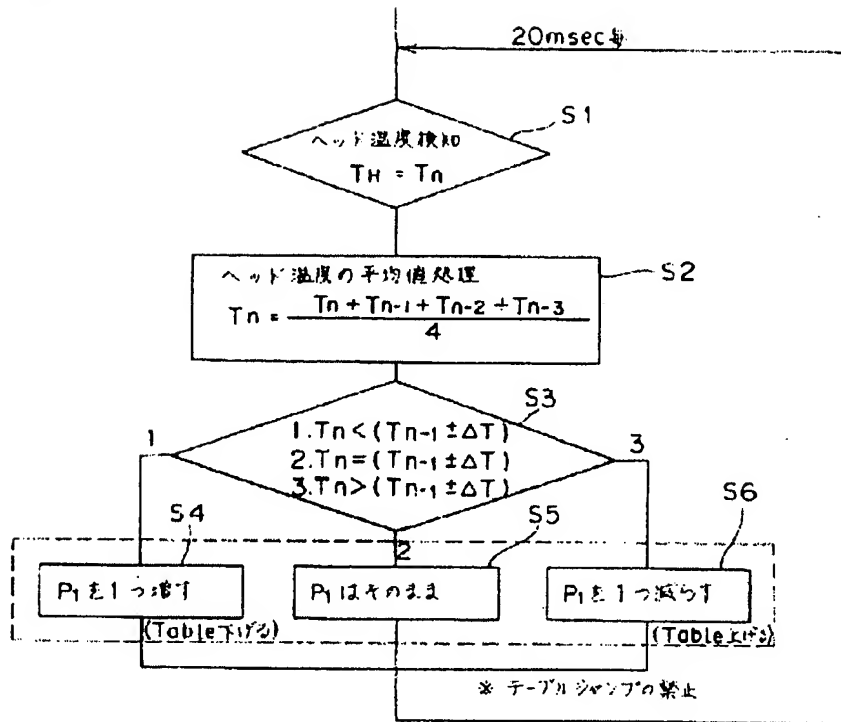 20msec毎
S1
ヘッド温度検知
TH = Tn
S2
ヘッド温度の平均値処理
Tn = Tn + Tn-1 + Tn-2 + Tn-3
4
S3
1
3
1.Tn<(Tn-1±ΔT)
2.Tn=(Tn-1±ΔT)
3.Tn>(Tn-1±ΔT)
S4
S5
S6
2
P1を1つ増す
P1はそのまま
P1を1つ減らす
(Table下げる)
(Table上げる)
※ テーブルジャンプの禁止